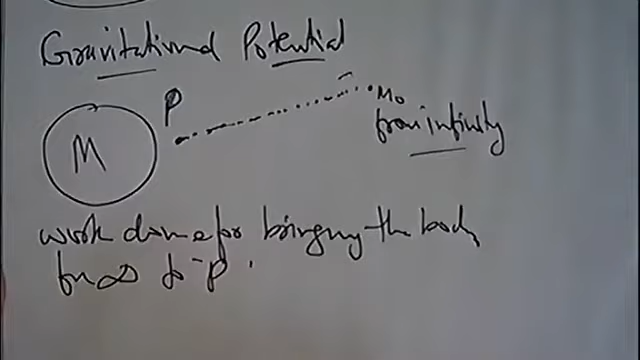 Gravitational Potential
P
M₀
M
from infinity
work done for bringing the body
from ∞ to P.